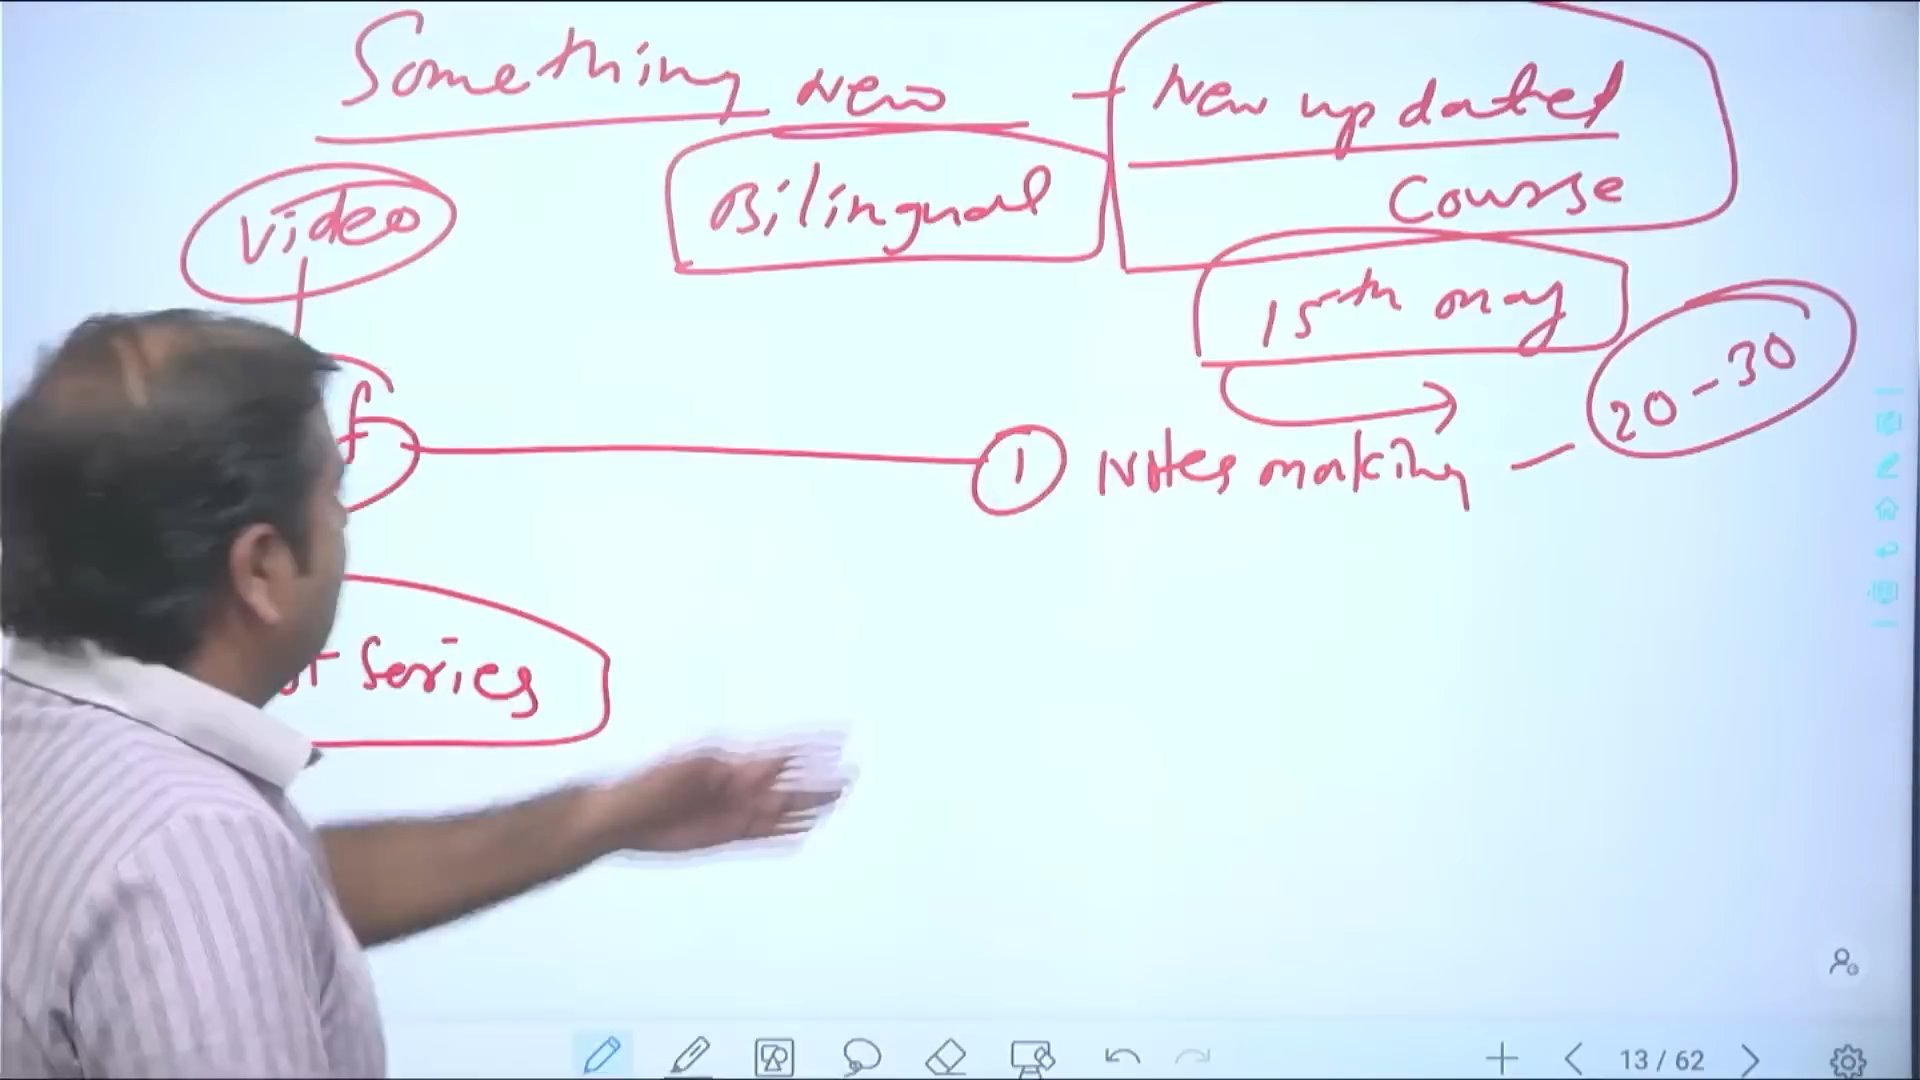 Something New - New updated
Course
Bilingual
Video
15th may
20-30
1 Notes making -
Series
13 / 62